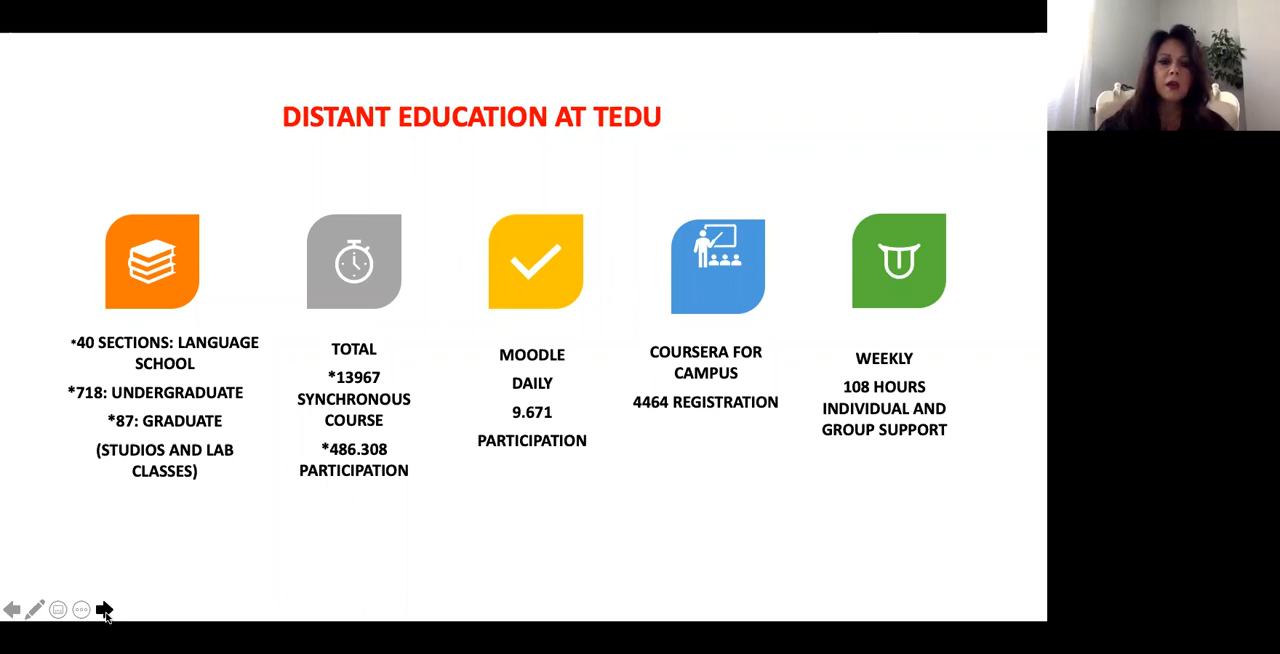 DISTANT EDUCATION AT TEDU
*40 SECTIONS: LANGUAGE
SCHOOL
*718: UNDERGRADUATE
*87: GRADUATE
(STUDIOS AND LAB
CLASSES)
TOTAL
*13967
SYNCHRONOUS
COURSE
*486.308
PARTICIPATION
MOODLE
DAILY
9.671
PARTICIPATION
COURSERA FOR
CAMPUS
4464 REGISTRATION
WEEKLY
108 HOURS
INDIVIDUAL AND
GROUP SUPPORT